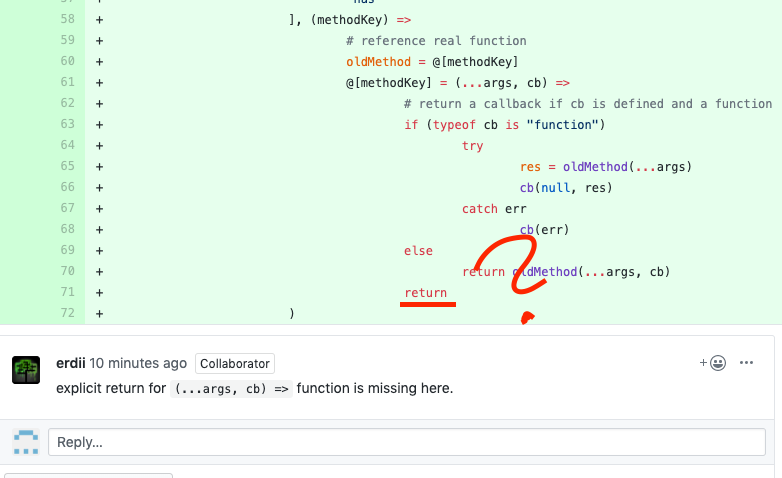 58 + ], (methodKey) =>
59 + # reference real function
60 + oldMethod = @[methodKey]
61 + @[methodKey] = (...args, cb) =>
62 + # return a callback if cb is defined and a function
63 + if (typeof cb is "function")
64 + try
65 + res = oldMethod(...args)
66 + cb(null, res)
67 + catch err
68 + cb(err)
69 + else
70 + return oldMethod(...args, cb)
71 + return
72 + )
?
erdii 10 minutes ago Collaborator
explicit return for (...args, cb) => function is missing here.
Reply...